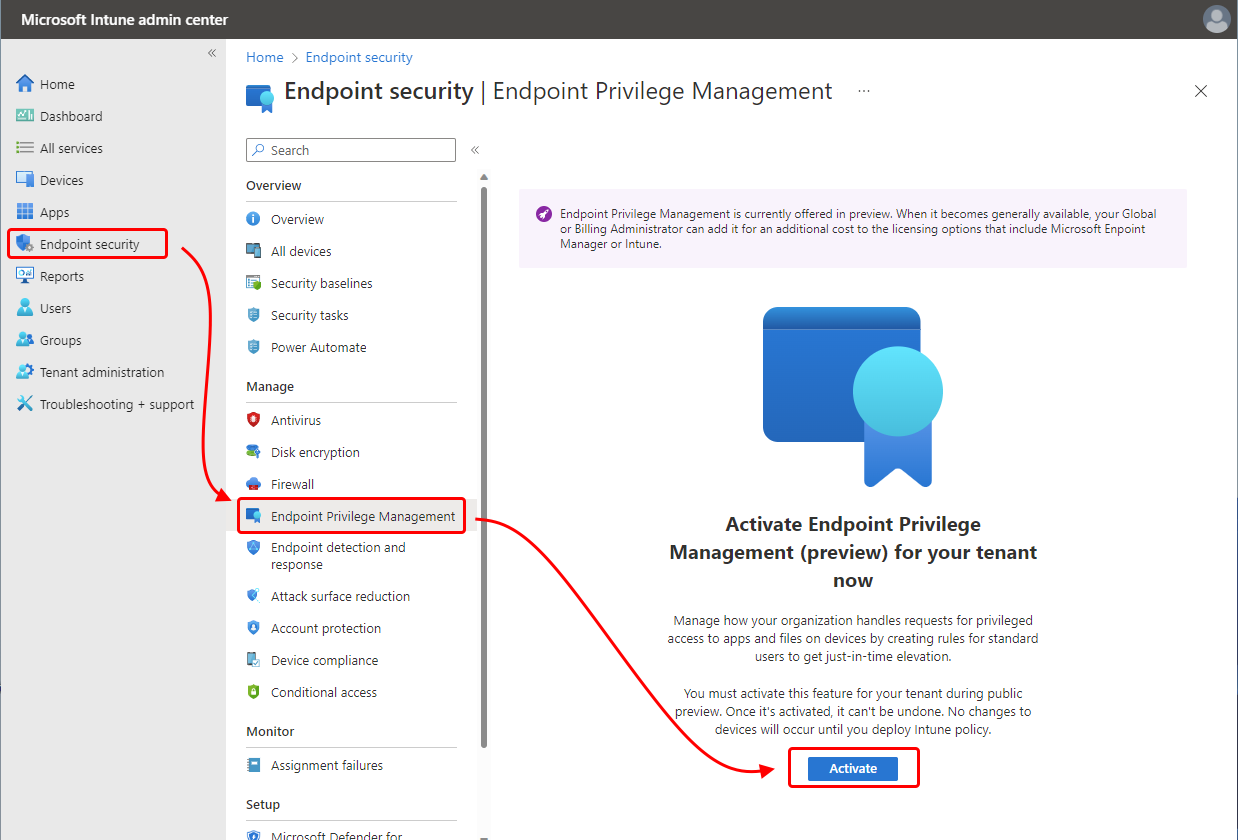 Microsoft Intune admin center
Home
Dashboard
All services
Devices
Apps
Endpoint security
Reports
Users
Groups
Tenant administration
Troubleshooting + support
Home > Endpoint security
Endpoint security | Endpoint Privilege Management ...
Search
Overview
Overview
All devices
Security baselines
Security tasks
Power Automate
Manage
Antivirus
Disk encryption
Firewall
Endpoint Privilege Management
Endpoint detection and
response
Attack surface reduction
Account protection
Device compliance
Conditional access
Monitor
Assignment failures
Setup
Microsoft Defender for
Endpoint Privilege Management is currently offered in preview. When it becomes generally available, your Global
or Billing Administrator can add it for an additional cost to the licensing options that include Microsoft Enpoint
Manager or Intune.
Activate Endpoint Privilege
Management (preview) for your tenant
now
Manage how your organization handles requests for privileged
access to apps and files on devices by creating rules for standard
users to get just-in-time elevation.
You must activate this feature for your tenant during public
preview. Once it's activated, it can't be undone. No changes to
devices will occur until you deploy Intune policy.
Activate